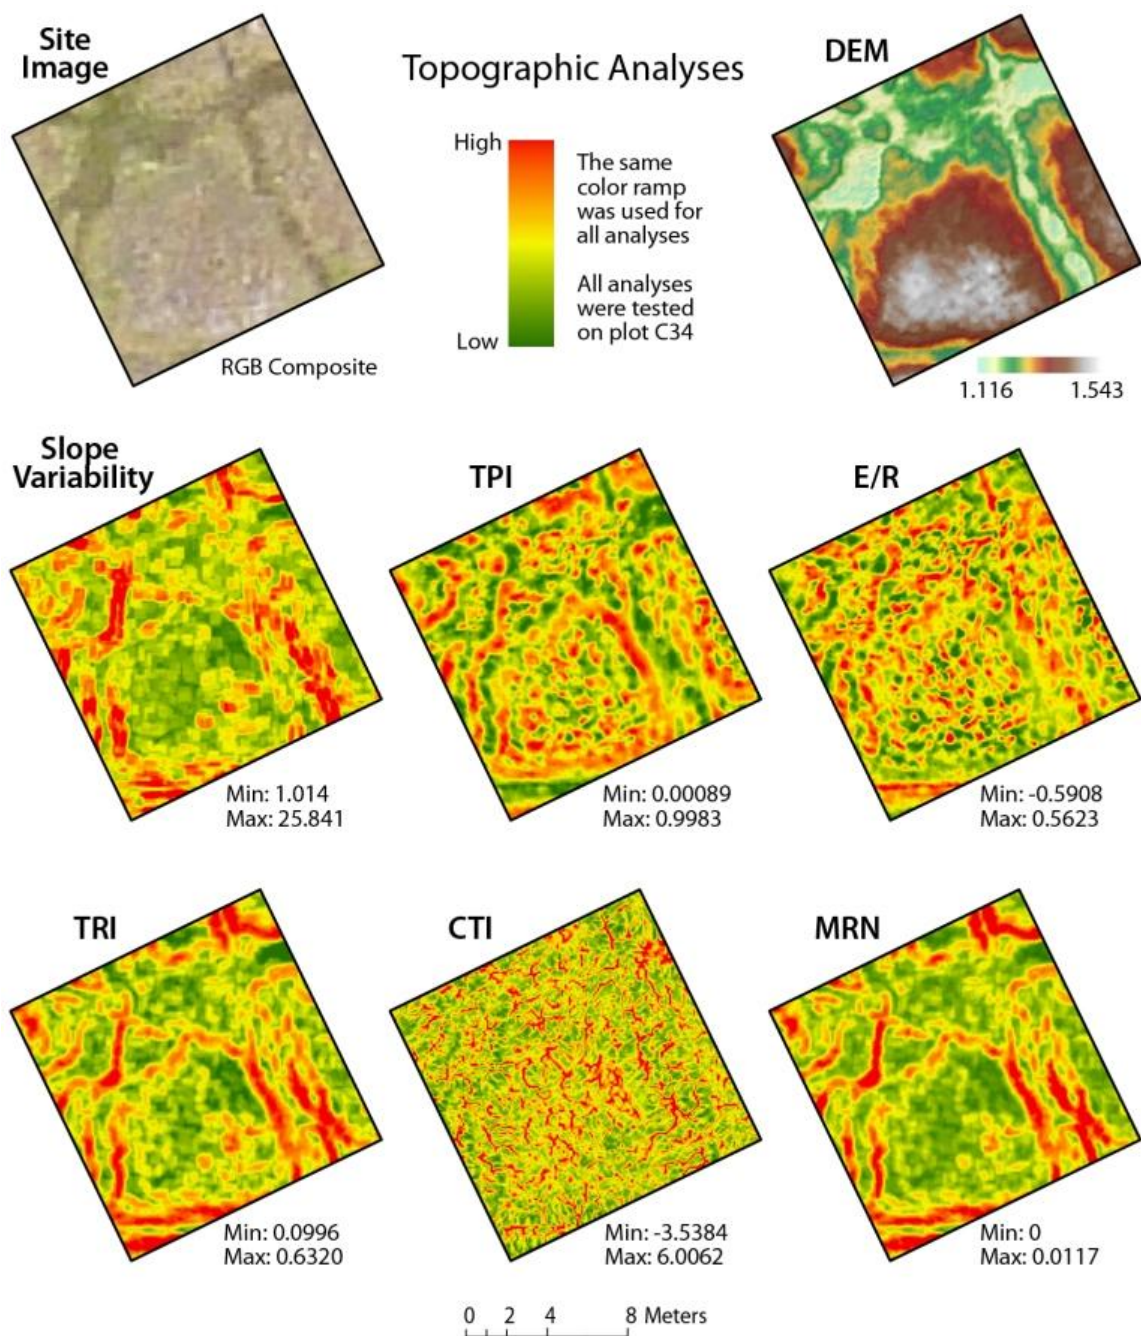 Site
Image
Topographic Analyses
DEM
High
Low
The same
color ramp
was used for
all analyses
All analyses
were tested
on plot C34
RGB Composite
1.116 1.543
Slope
Variability
TPI
E/R
Min: 1.014
Max: 25.841
Min: 0.00089
Max: 0.9983
Min: -0.5908
Max: 0.5623
TRI
CTI
MRN
Min: 0.0996
Max: 0.6320
Min: -3.5384
Max: 6.0062
Min: 0
Max: 0.0117
0 2 4 8 Meters